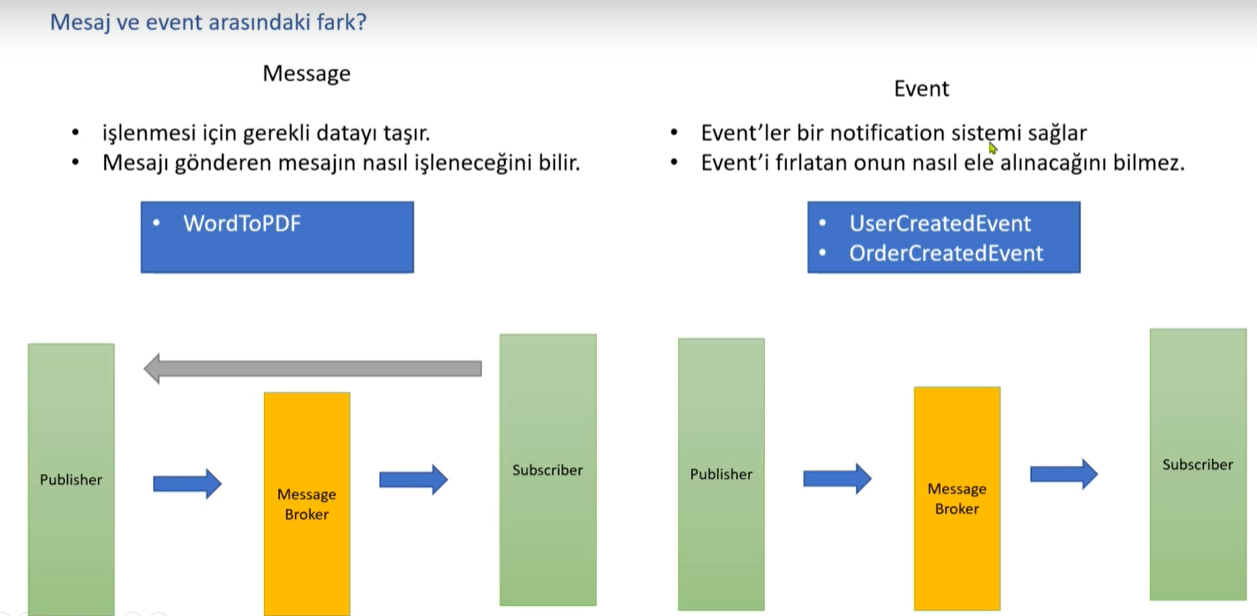 Mesaj ve event arasındaki fark?
Message
• işlenmesi için gerekli datayı taşır.
• Mesajı gönderen mesajın nasıl işleneceğini bilir.
• WordToPDF
Publisher
Message
Broker
Subscriber
Event
• Event’ler bir notification sistemi sağlar
• Event’i fırlatan onun nasıl ele alınacağını bilmez.
• UserCreatedEvent
• OrderCreatedEvent
Publisher
Message
Broker
Subscriber